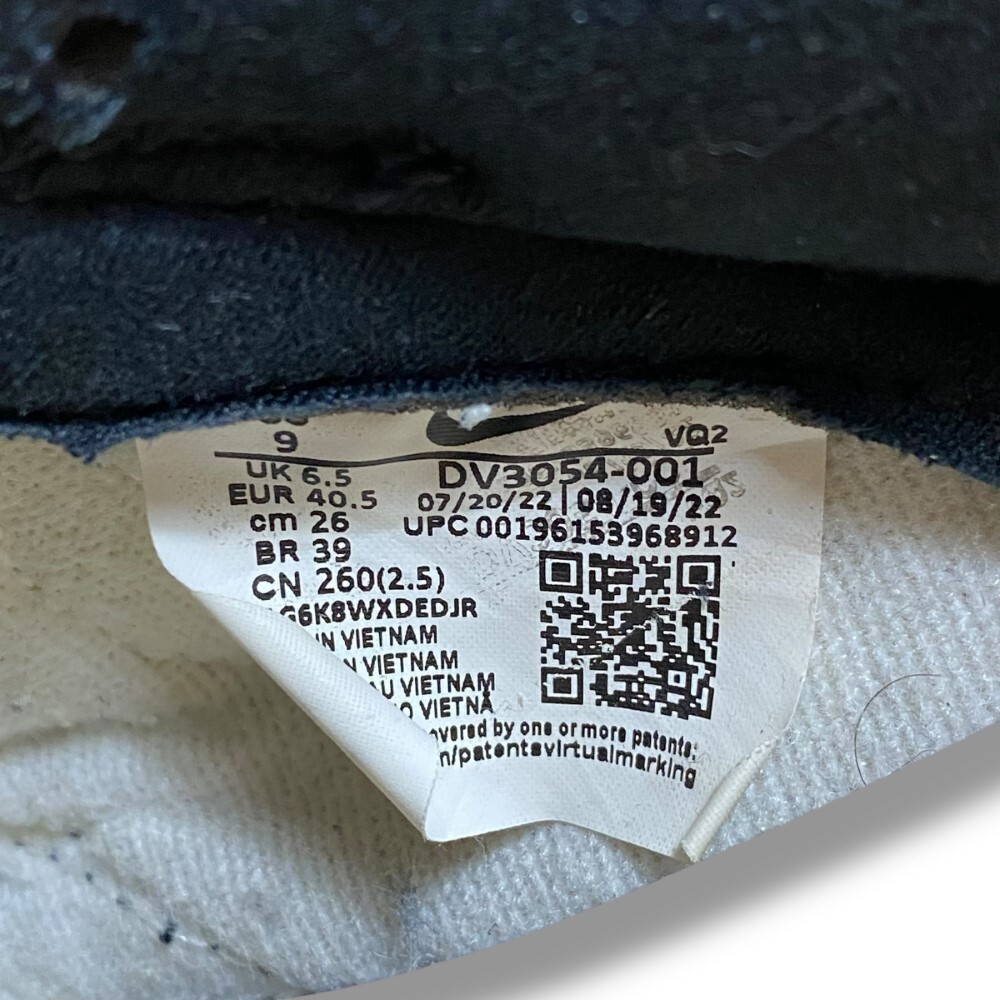 9
VQ2
UK 6.5
DV3054-001
EUR 40.5
07/20/22 | 08/19/22
cm 26
UPC 00196153968912
BR 39
CN 260(2.5)
G6K8WXDEDJR
IN VIETNAM
N VIETNAM
AU VIETNAM
O VIETNÃ
overed by one or more patents:
n/patentsvirtualmarking